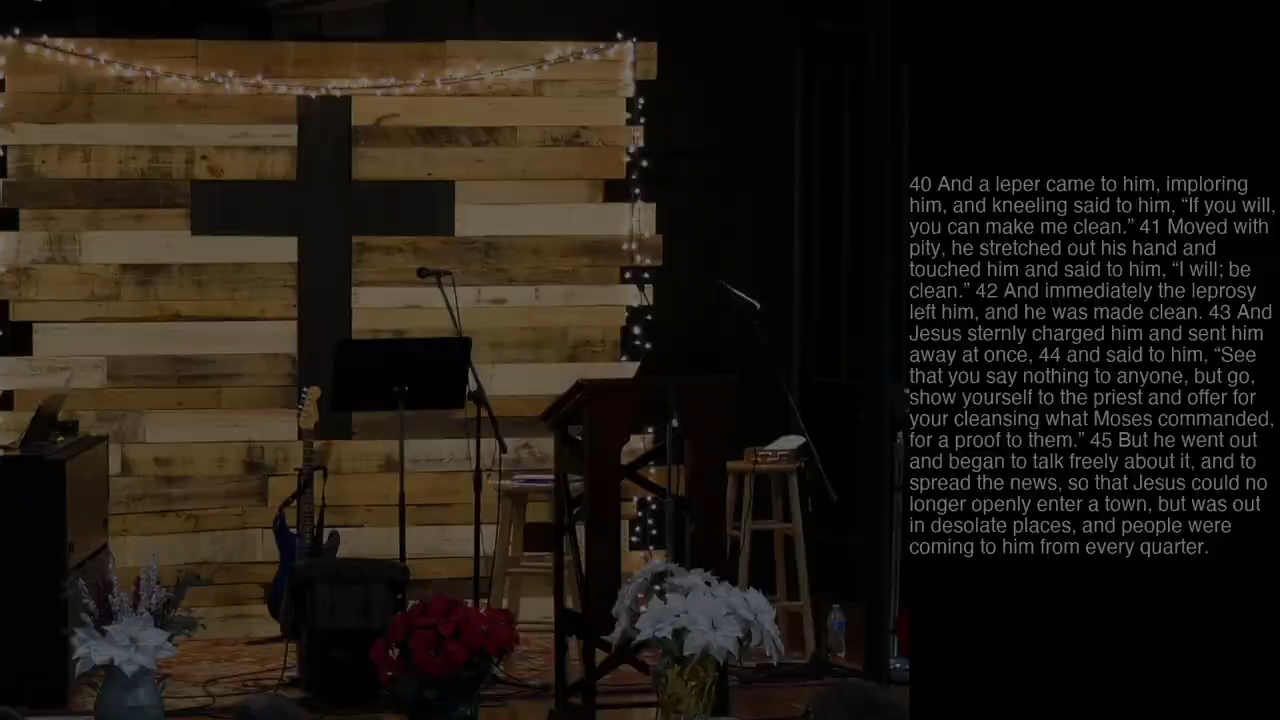 40 And a leper came to him, imploring
him, and kneeling said to him, “If you will,
you can make me clean.” 41 Moved with
pity, he stretched out his hand and
touched him and said to him, “I will; be
clean.” 42 And immediately the leprosy
left him, and he was made clean. 43 And
Jesus sternly charged him and sent him
away at once, 44 and said to him, “See
that you say nothing to anyone, but go,
show yourself to the priest and offer for
your cleansing what Moses commanded,
for a proof to them.” 45 But he went out
and began to talk freely about it, and to
spread the news, so that Jesus could no
longer openly enter a town, but was out
in desolate places, and people were
coming to him from every quarter.